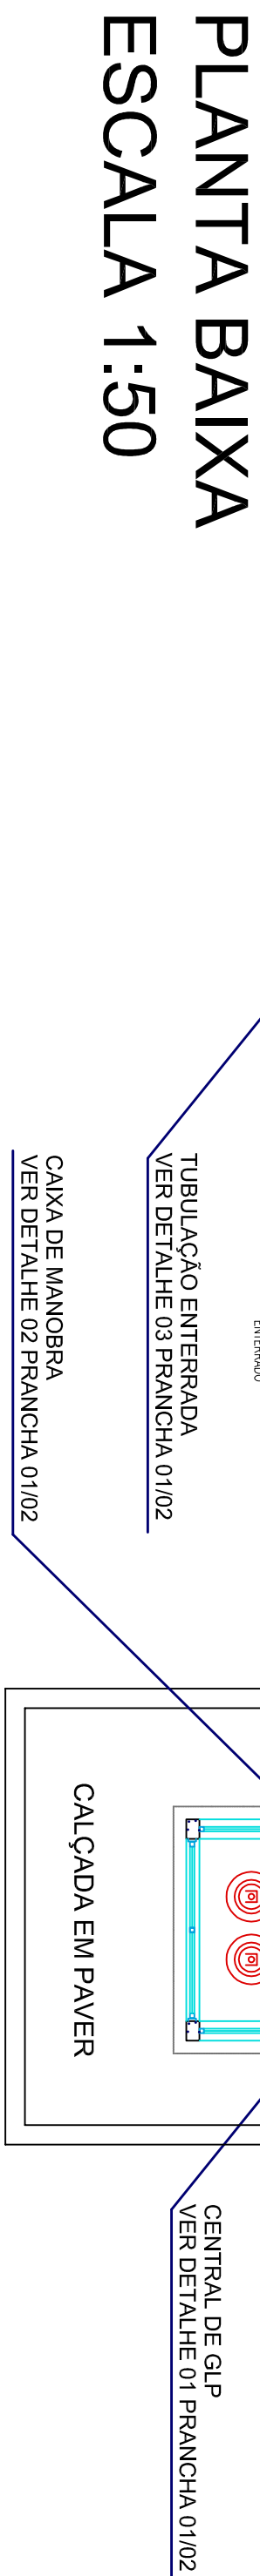 PLANTA BAIXA
ESCALA 1:50
ENTERRADO
TUBULAÇÃO ENTERRADA
VER DETALHE 03 PRANCHA 01/02
CAIXA DE MANOBRA
VER DETALHE 02 PRANCHA 01/02
CALÇADA EM PAVER
CENTRAL DE GLP
VER DETALHE 01 PRANCHA 01/02